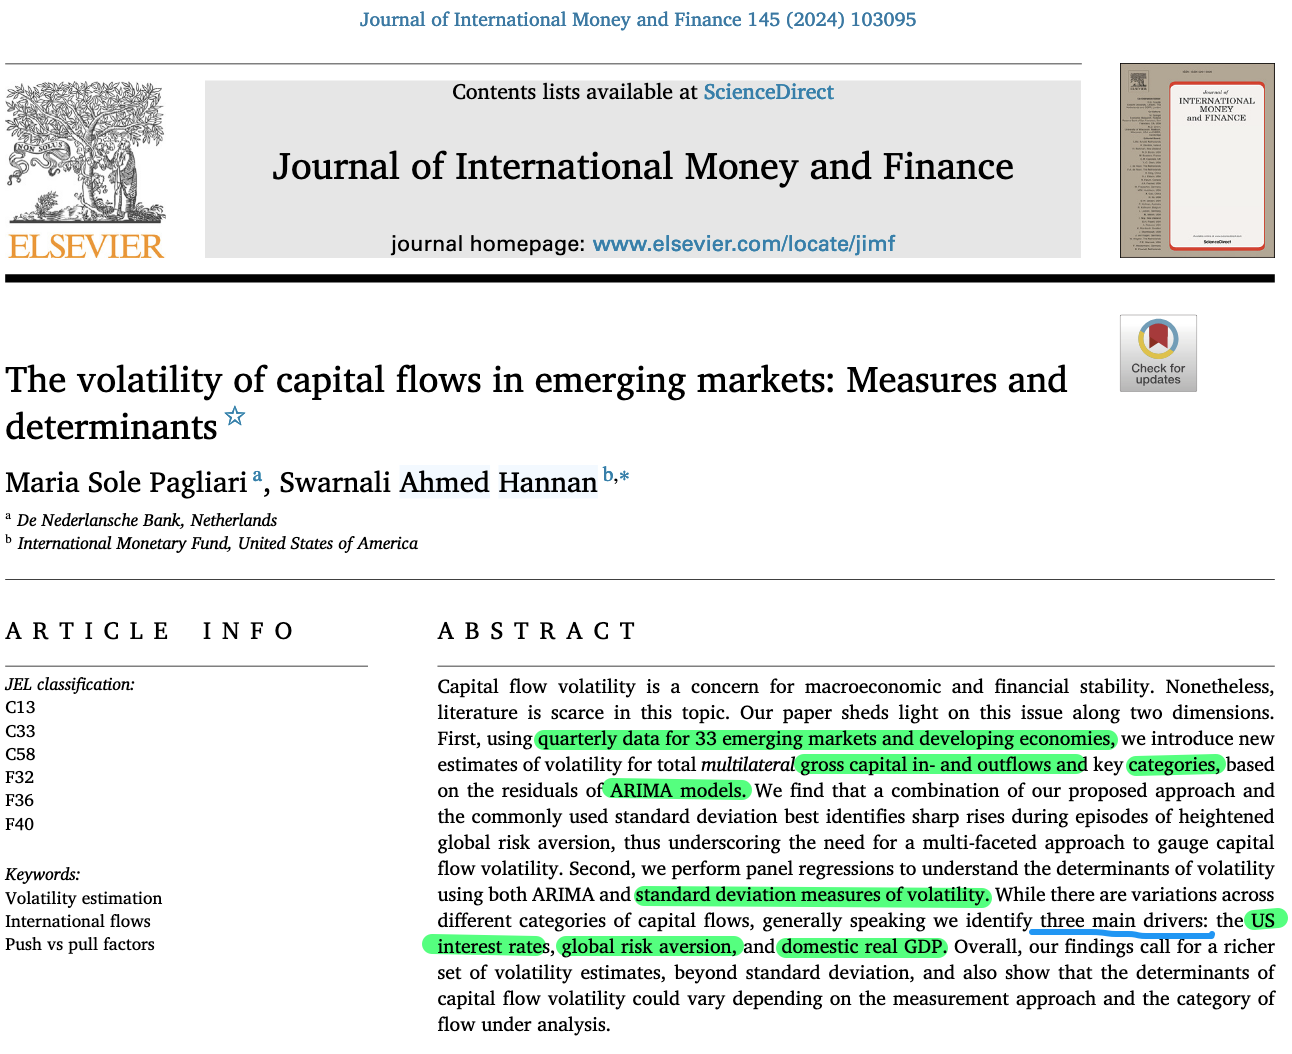 Journal of International Money and Finance 145 (2024) 103095
Contents lists available at ScienceDirect
Journal of International Money and Finance
journal homepage: www.elsevier.com/locate/jimf
NON SOLUS
ELSEVIER
Journal of
INTERNATIONAL
MONEY
and FINANCE
ScienceDirect
Check for
updates
The volatility of capital flows in emerging markets: Measures and
determinants ☆
Maria Sole Pagliari a, Swarnali Ahmed Hannan b,*
a De Nederlansche Bank, Netherlands
b International Monetary Fund, United States of America
ARTICLE INFO
JEL classification:
C13
C33
C58
F32
F36
F40
Keywords:
Volatility estimation
International flows
Push vs pull factors
ABSTRACT
Capital flow volatility is a concern for macroeconomic and financial stability. Nonetheless,
literature is scarce in this topic. Our paper sheds light on this issue along two dimensions.
First, using quarterly data for 33 emerging markets and developing economies, we introduce new
estimates of volatility for total multilateral gross capital in- and outflows and key categories, based
on the residuals of ARIMA models. We find that a combination of our proposed approach and
the commonly used standard deviation best identifies sharp rises during episodes of heightened
global risk aversion, thus underscoring the need for a multi-faceted approach to gauge capital
flow volatility. Second, we perform panel regressions to understand the determinants of volatility
using both ARIMA and standard deviation measures of volatility. While there are variations across
different categories of capital flows, generally speaking we identify three main drivers: the US
interest rates, global risk aversion, and domestic real GDP. Overall, our findings call for a richer
set of volatility estimates, beyond standard deviation, and also show that the determinants of
capital flow volatility could vary depending on the measurement approach and the category of
flow under analysis.